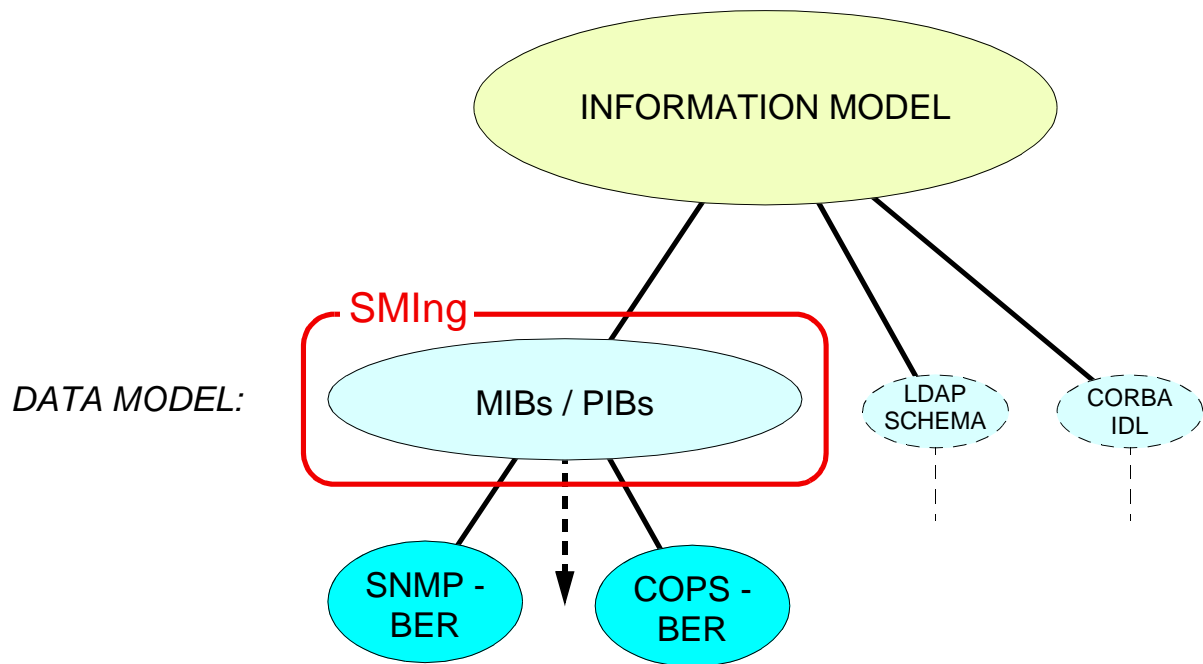 INFORMATION MODEL
SMIng
DATA MODEL:
MIBs / PIBs
LDAP
SCHEMA
CORBA
IDL
SNMP -
BER
COPS -
BER